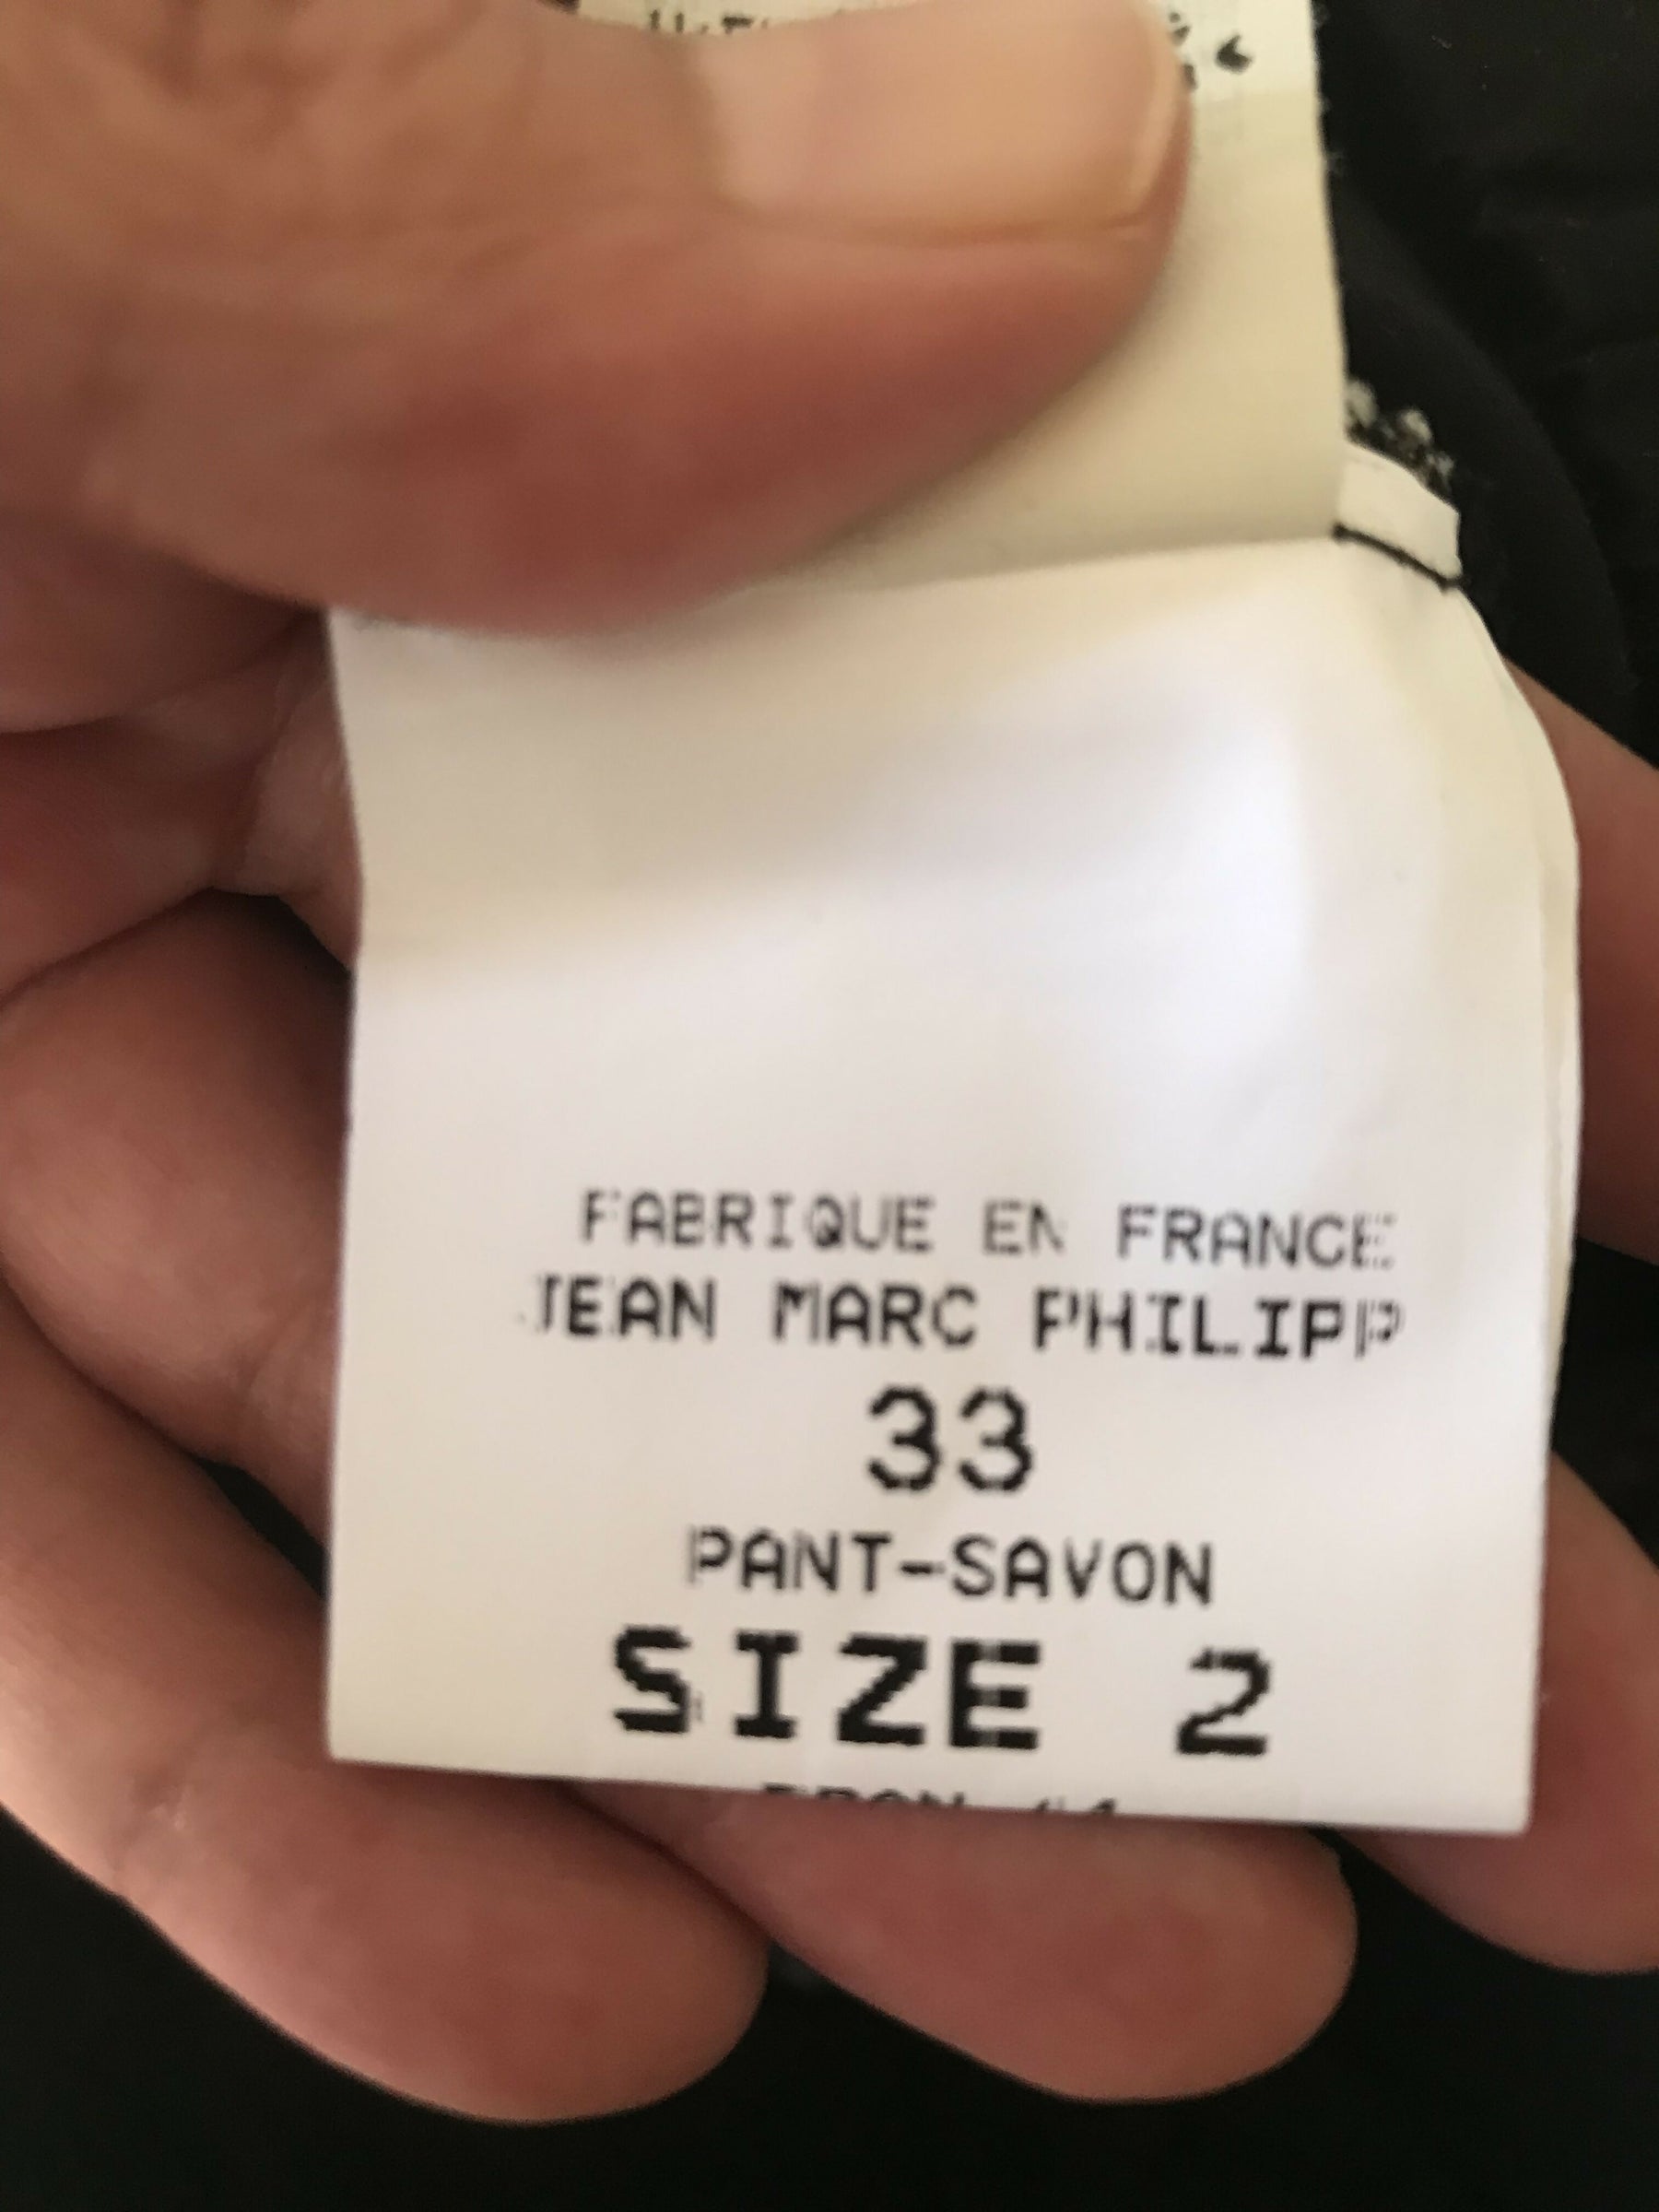 FABRIQUE EN FRANCE
JEAN MARC PHILIPP
33
PANT-SAVON
SIZE 2